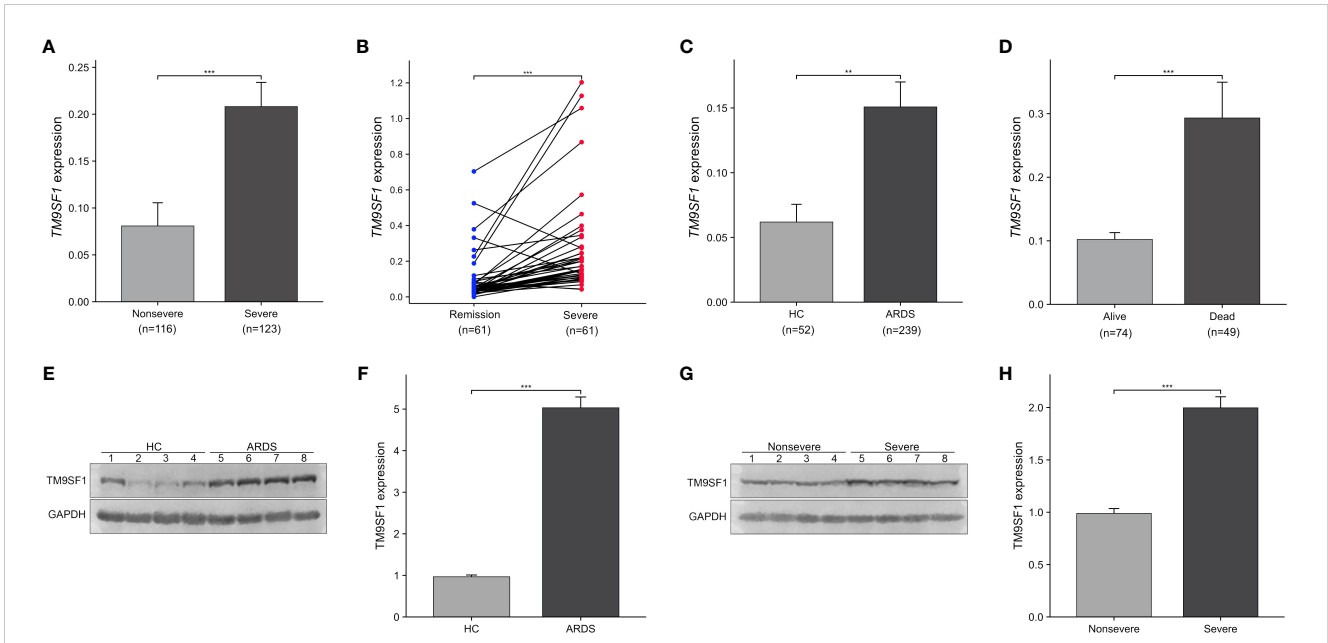 A
TM9SF1 expression
0.25
0.20
0.15
0.10
0.05
0.00
***
Nonsevere
(n=116)
Severe
(n=123)
B
TM9SF1 expression
1.2
1.0
0.8
0.6
0.4
0.2
0.0
***
Remission
(n=61)
Severe
(n=61)
C
TM9SF1 expression
0.15
0.10
0.05
0.00
**
HC
(n=52)
ARDS
(n=239)
D
TM9SF1 expression
0.3
0.2
0.1
0.0
***
Alive
(n=74)
Dead
(n=49)
E
HC ARDS
1 2 3 4 5 6 7 8
TM9SF1
GAPDH
F
TM9SF1 expression
5
4
3
2
1
0
***
HC
ARDS
G
Nonsevere Severe
1 2 3 4 5 6 7 8
TM9SF1
GAPDH
H
TM9SF1 expression
2.0
1.5
1.0
0.5
0.0
***
Nonsevere
Severe